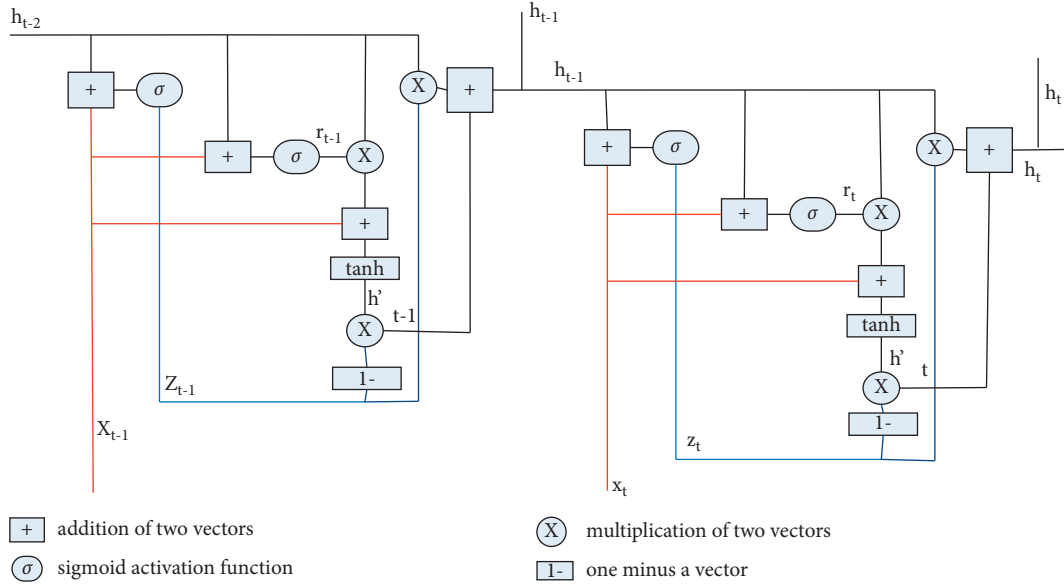 h_{t-2}
h_{t-1}
h_{t-1}
h_t
h_t
+
σ
X
+
+
σ
r_{t-1}
X
+
tanh
h'
X
t-1
1-
Z_{t-1}
X_{t-1}
+
σ
X
+
+
σ
r_t
X
+
tanh
h'
X
t
1-
z_t
x_t
+ addition of two vectors
σ sigmoid activation function
X multiplication of two vectors
1- one minus a vector